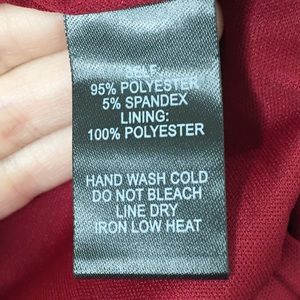 SELF:
95% POLYESTER
5% SPANDEX
LINING:
100% POLYESTER
HAND WASH COLD
DO NOT BLEACH
LINE DRY
IRON LOW HEAT